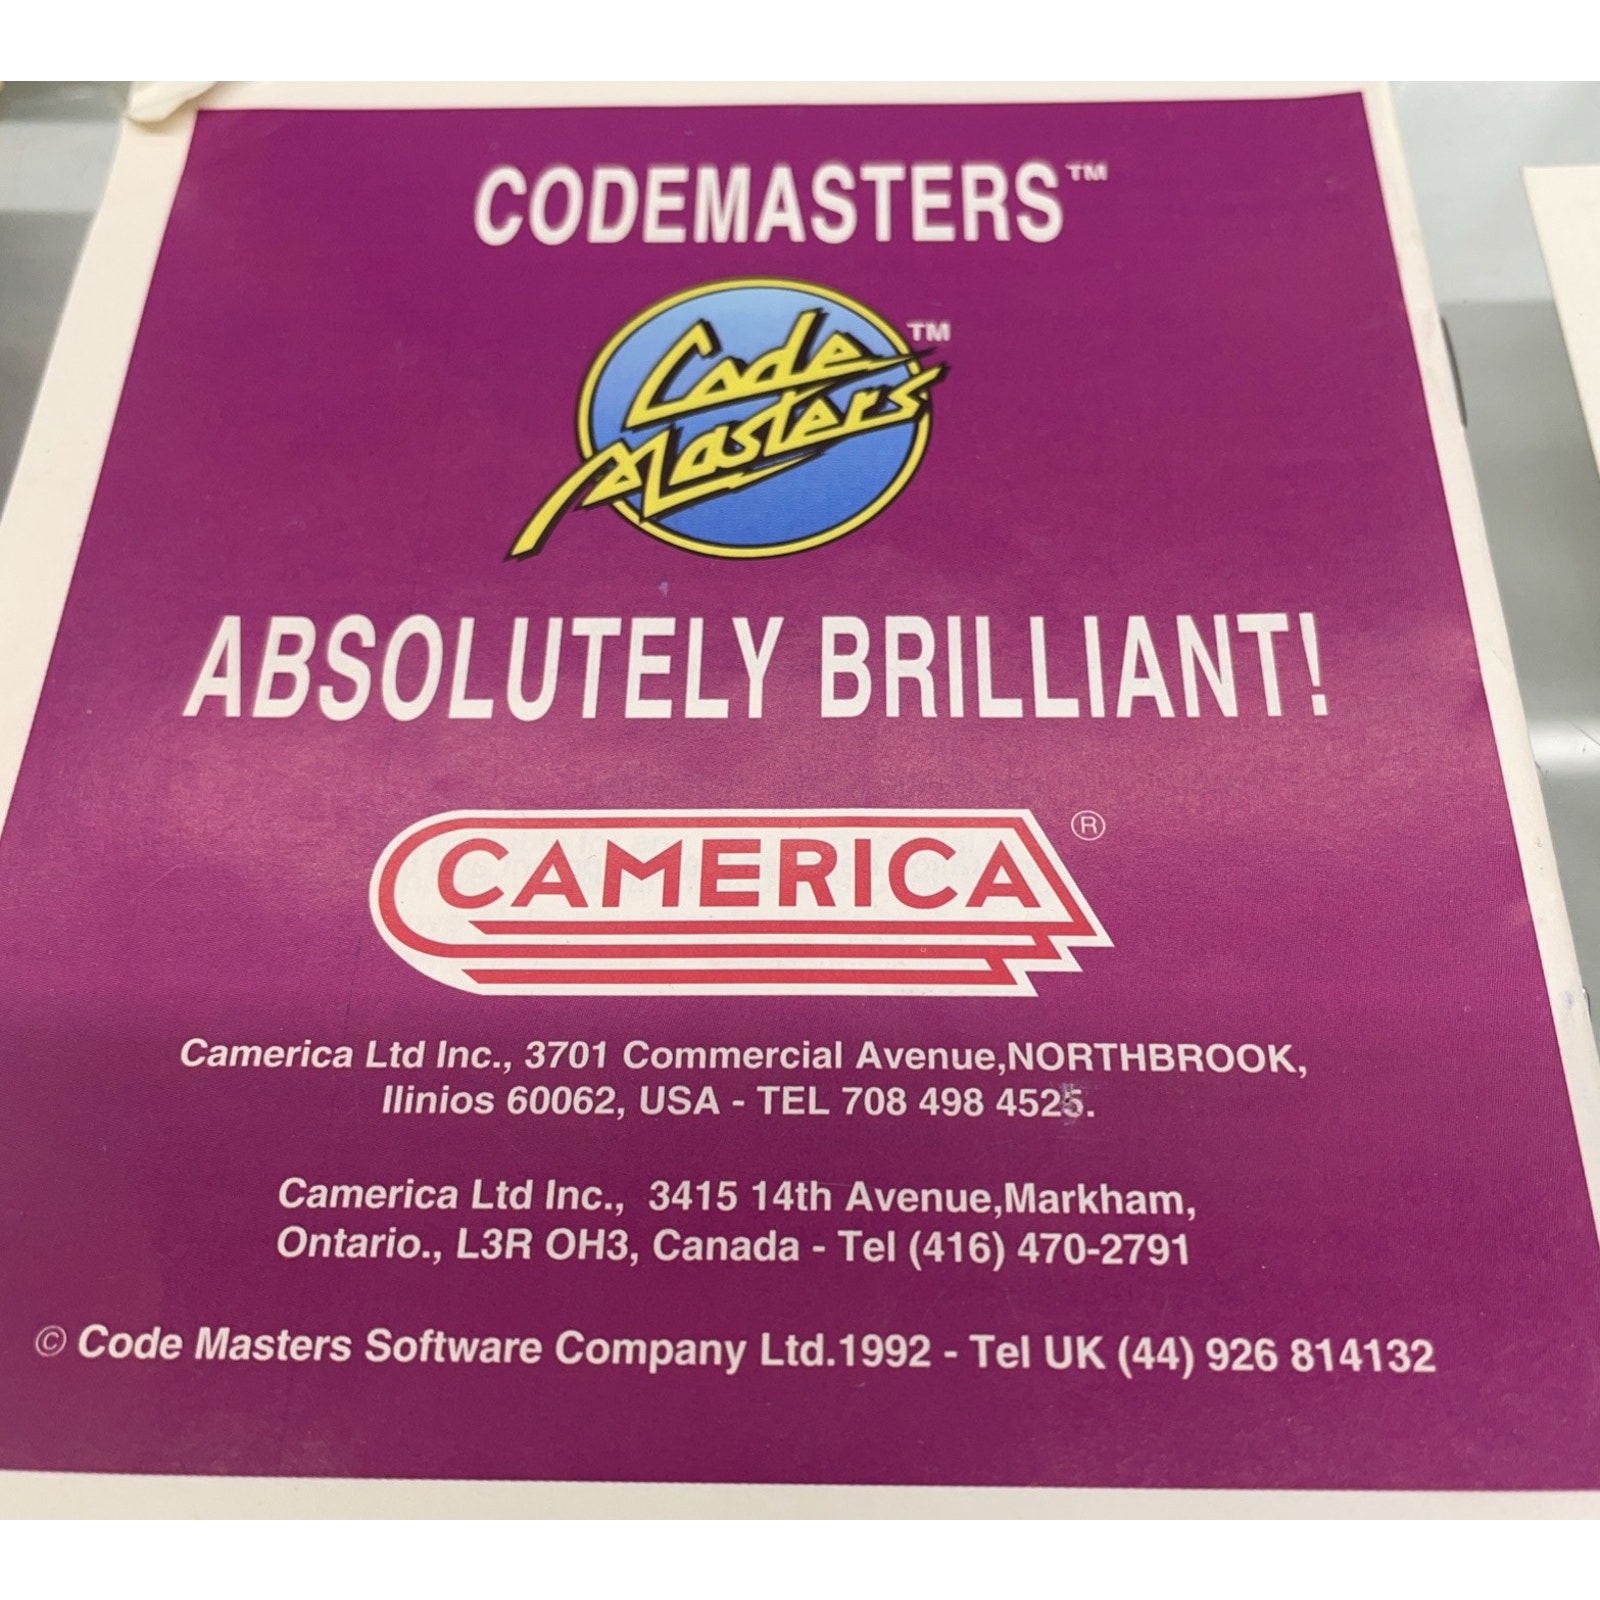 CODEMASTERS™
Code ™
Masters
ABSOLUTELY BRILLIANT!
CAMERICA ®
Camerica Ltd Inc., 3701 Commercial Avenue,NORTHBROOK,
Ilinios 60062, USA - TEL 708 498 4525.
Camerica Ltd Inc., 3415 14th Avenue,Markham,
Ontario., L3R OH3, Canada - Tel (416) 470-2791
© Code Masters Software Company Ltd.1992 - Tel UK (44) 926 814132